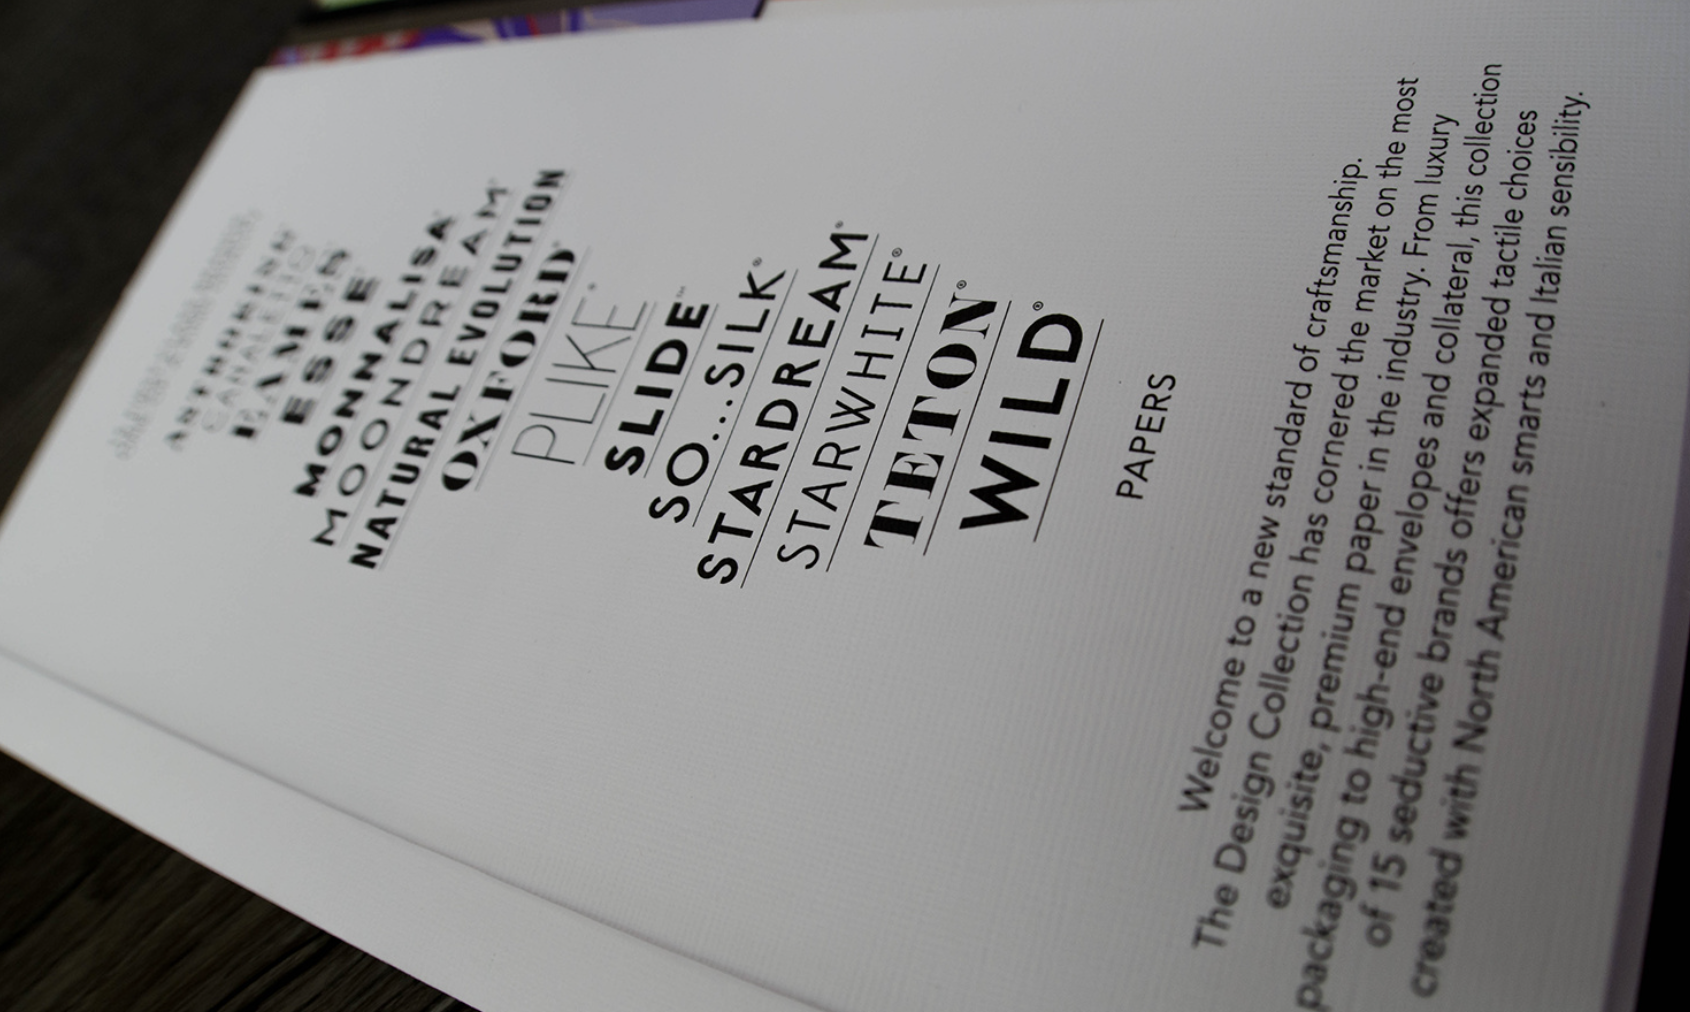 ASTROBRITE
CANALETTO
EAMES
ESSE
MONNALISA
MOONDREAM
NATURAL EVOLUTION
OXFORD®
PLIKE®
SLIDE™
SO...SILK®
STARDREAM®
STARWHITE®
TETON®
WILD®
PAPERS
Welcome to a new standard of craftsmanship.
The Design Collection has cornered the market on the most
exquisite, premium paper in the industry. From luxury
packaging to high-end envelopes and collateral, this collection
of 15 seductive brands offers expanded tactile choices
created with North American smarts and Italian sensibility.